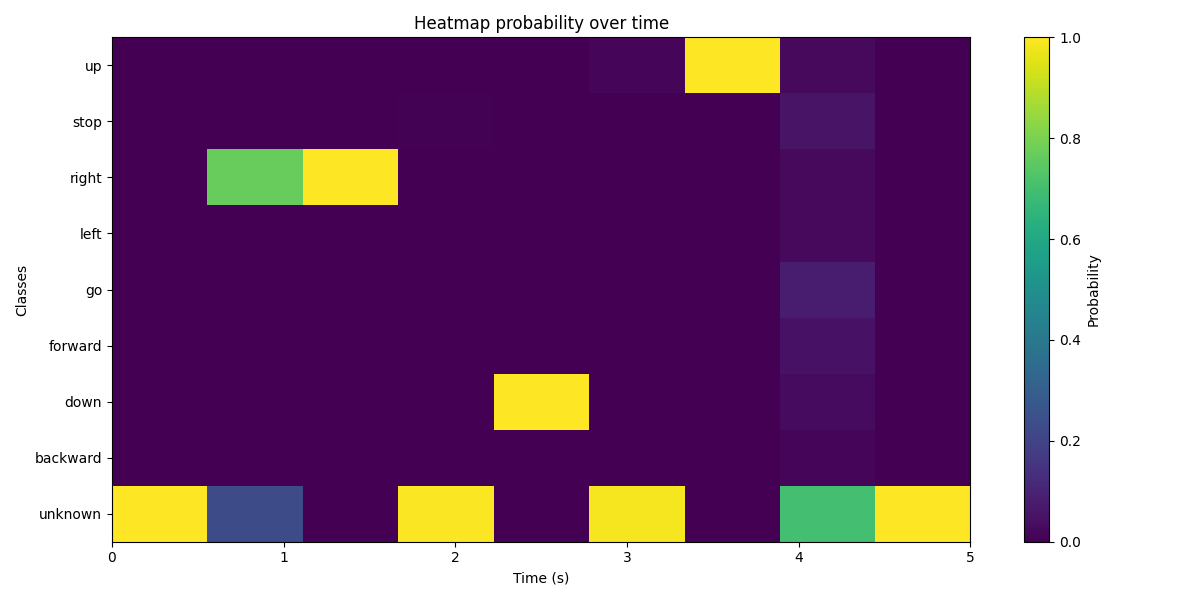 Heatmap probability over time
up
stop
right
left
go
forward
down
backward
unknown
Classes
0 1 2 3 4 5
Time (s)
1.0
0.8
0.6
0.4
0.2
0.0
Probability